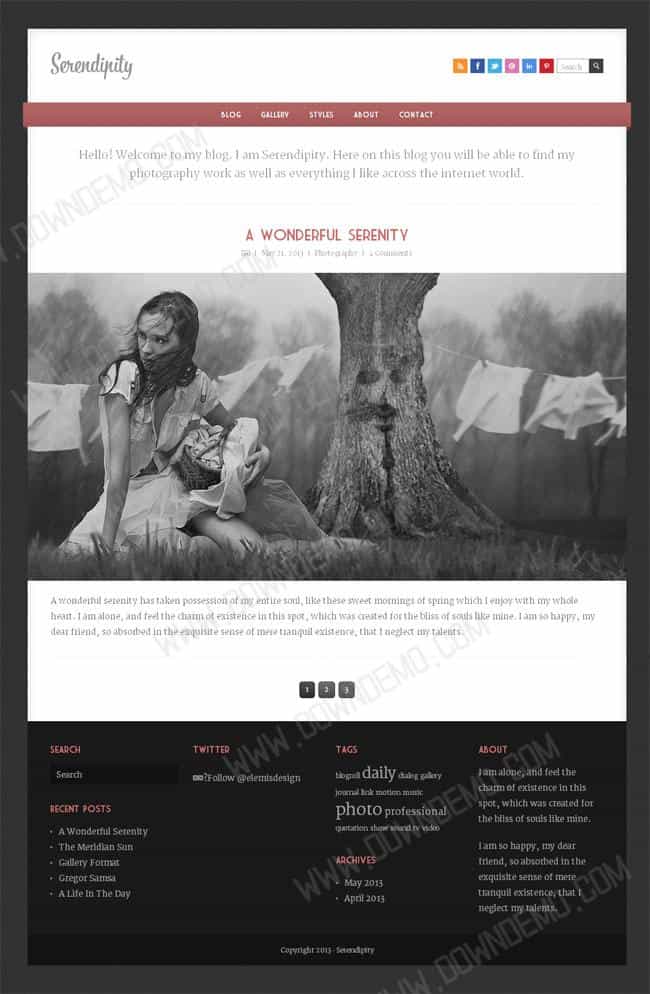 Serendipity
Search
BLOG GALLERY STYLES ABOUT CONTACT
Hello! Welcome to my blog. I am Serendipity. Here on this blog you will be able to find my
photography work as well as everything I like across the internet world.
A WONDERFUL SERENITY
| May 21, 2013 | Photography | Comments
A wonderful serenity has taken possession of my entire soul, like these sweet mornings of spring which I enjoy with my whole
heart. I am alone, and feel the charm of existence in this spot, which was created for the bliss of souls like mine. I am so happy, my
dear friend, so absorbed in the exquisite sense of mere tranquil existence, that I neglect my talents.
1 2 3
SEARCH
Search
RECENT POSTS
• A Wonderful Serenity
• The Meridian Sun
• Gallery Format
• Gregor Samsa
• A Life In The Day
TWITTER
?Follow @elemisdesign
TAGS
blogroll daily dialog gallery
journal link motion music
photo professional
quotation show sound tv video
ARCHIVES
• May 2013
• April 2013
ABOUT
I am alone, and feel the
charm of existence in this
spot, which was created for
the bliss of souls like mine.
I am so happy, my dear
friend, so absorbed in the
exquisite sense of mere
tranquil existence, that I
neglect my talents.
Copyright 2013 - Serendipity
WWW.DOWNDEMO.COM